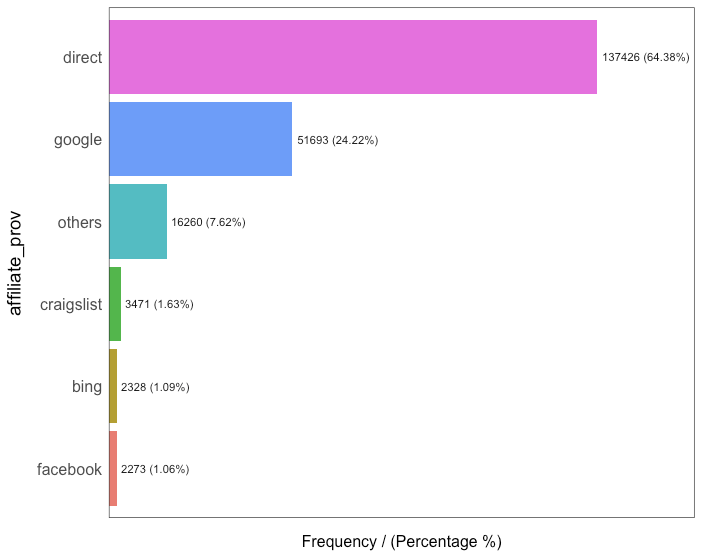 affiliate_prov
direct 137426 (64.38%)
google 51693 (24.22%)
others 16260 (7.62%)
craigslist 3471 (1.63%)
bing 2328 (1.09%)
facebook 2273 (1.06%)
Frequency / (Percentage %)